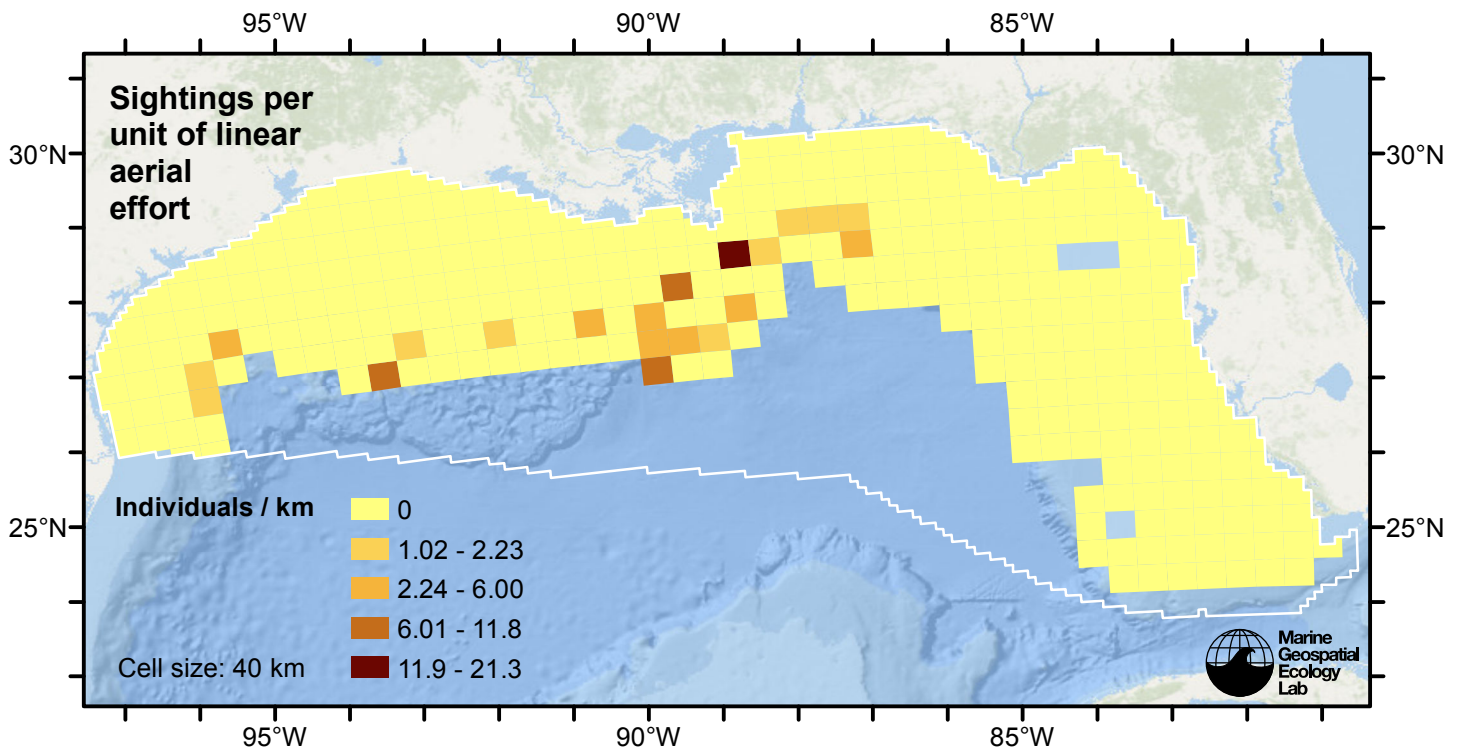 95°W 90°W 85°W
Sightings per
unit of linear
aerial
effort
30°N 30°N
25°N 25°N
Individuals / km
0
1.02 - 2.23
2.24 - 6.00
6.01 - 11.8
11.9 - 21.3
Cell size: 40 km
Marine
Geospatial
Ecology
Lab
95°W 90°W 85°W